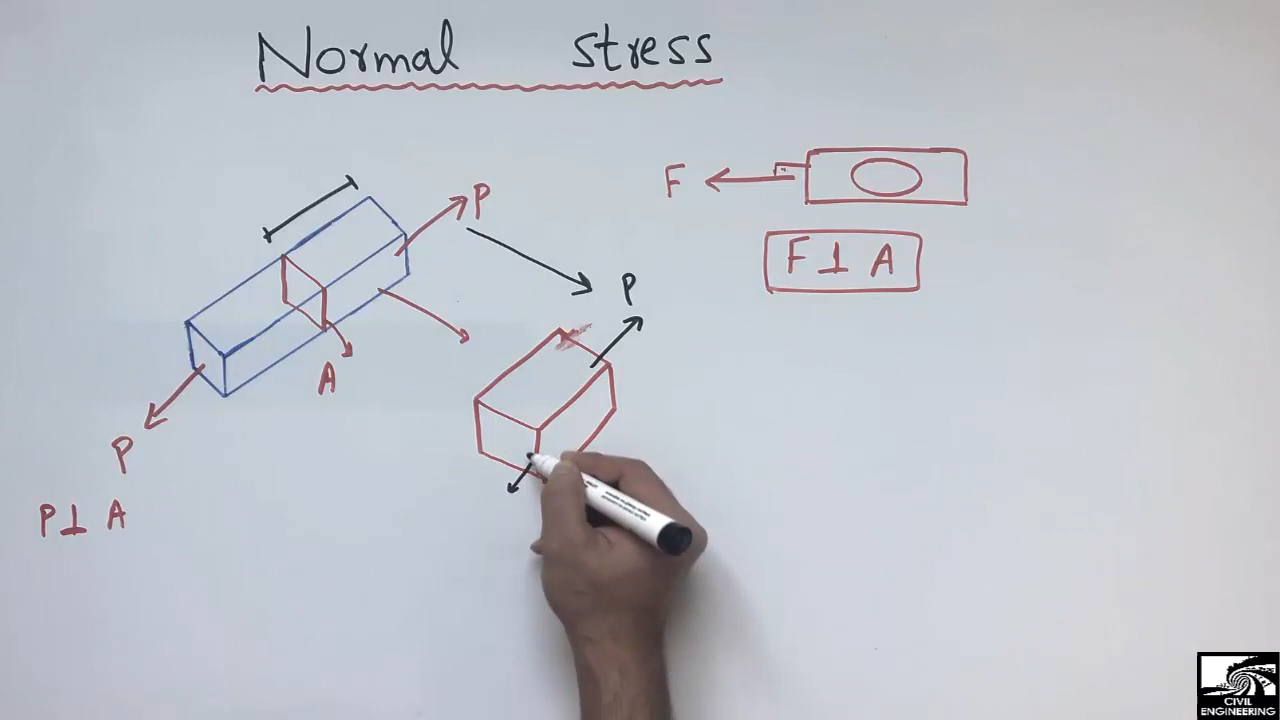 Normal stress
P
F
F ⊥ A
P
A
P
P ⊥ A
CIVIL
ENGINEERING